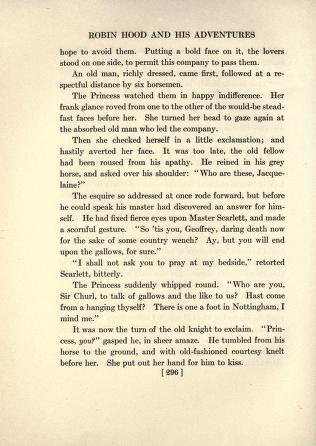 ROBIN HOOD AND HIS ADVENTURES
hope to avoid them. Putting a bold face on it, the lovers
stood on one side, to permit this company to pass them.
An old man, richly dressed, came first, followed at a re-
spectful distance by six horsemen.
The Princess watched them in happy indifference. Her
frank glance roved from one to the other of the would-be stead-
fast faces before her. She turned her head to gaze again at
the absorbed old man who led the company.
Then she checked herself in a little exclamation; and
hastily averted her face. It was too late, the old fellow
had been roused from his apathy. He reined in his grey
horse, and asked over his shoulder: "Who are these, Jacque-
laine?"
The esquire so addressed at once rode forward, but before
he could speak his master had discovered an answer for him-
self. He had fixed fierce eyes upon Master Scarlett, and made
a scornful gesture. "So 'tis you, Geoffrey, daring death now
for the sake of some country wench? Ay, but you will end
upon the gallows, for sure."
"I shall not ask you to pray at my bedside," retorted
Scarlett, bitterly.
The Princess suddenly whipped round. "Who are you,
Sir Churl, to talk of gallows and the like to us? Hast come
from a hanging thyself? There is one a foot in Nottingham, I
mind me."
It was now the turn of the old knight to exclaim. "Prin-
cess, you?" gasped he, in sheer amaze. He tumbled from his
horse to the ground, and with old-fashioned courtesy knelt
before her. She put out her hand for him to kiss.
[ 296 ]